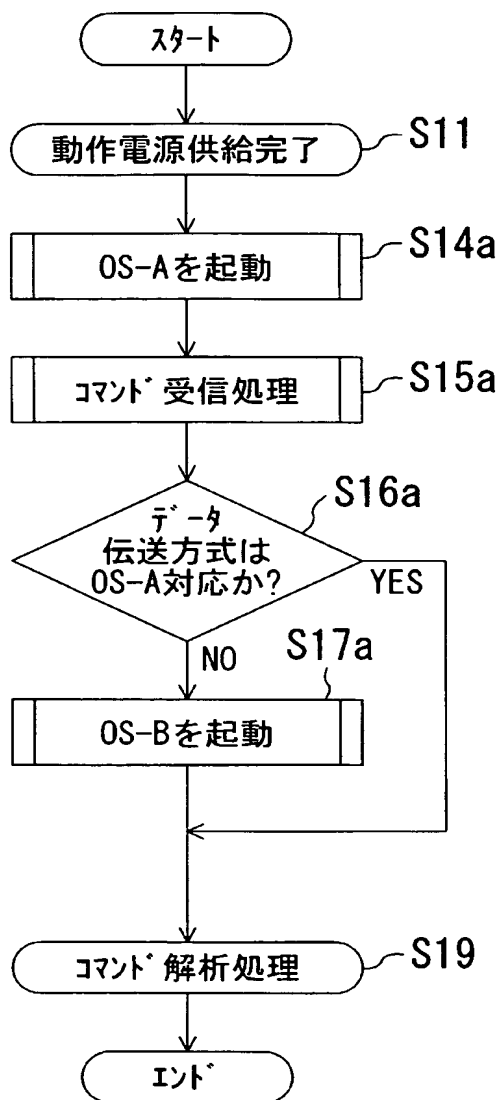 ｽﾀｰﾄ
動作電源供給完了
S11
OS-Aを起動
S14a
ｺﾏﾝﾄﾞ受信処理
S15a
S16a
ﾃﾞｰﾀ
伝送方式は
OS-A対応か?
YES
NO
S17a
OS-Bを起動
ｺﾏﾝﾄﾞ解析処理
S19
ｴﾝﾄﾞ